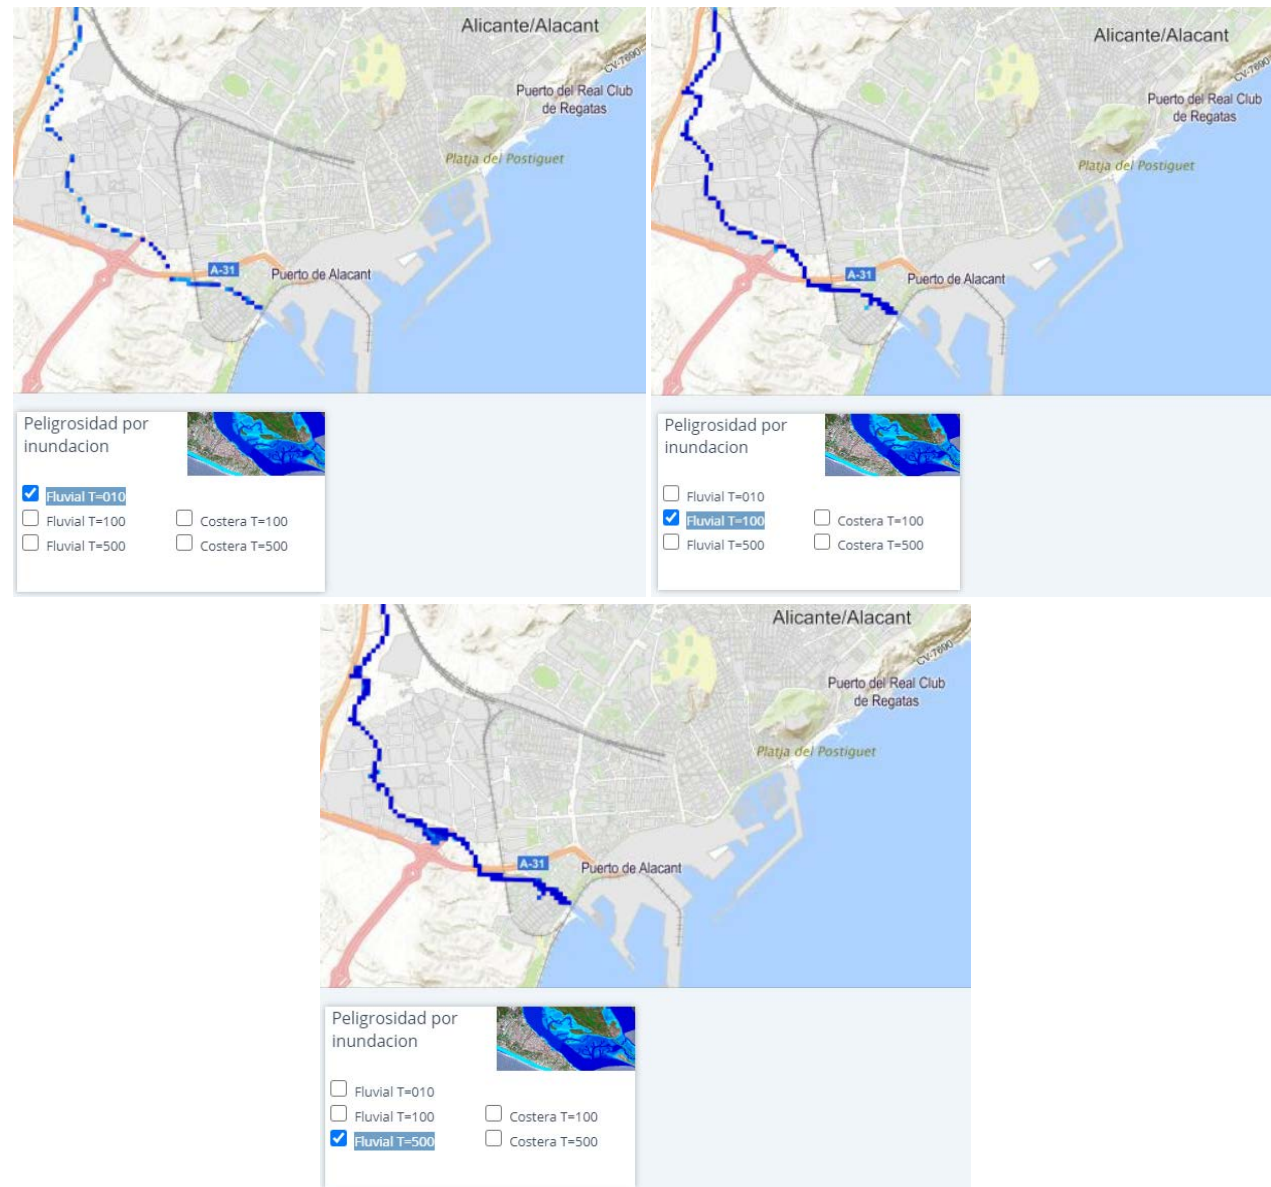 Alicante/Alacant
CV-7690
Puerto del Real Club
de Regatas
Platja del Postiguet
A-31
Puerto de Alacant
Peligrosidad por
inundacion
Fluvial T=010
Fluvial T=100 Costera T=100
Fluvial T=500 Costera T=500
Alicante/Alacant
CV-7690
Puerto del Real Club
de Regatas
Platja del Postiguet
A-31
Puerto de Alacant
Peligrosidad por
inundacion
Fluvial T=010
Fluvial T=100 Costera T=100
Fluvial T=500 Costera T=500
Alicante/Alacant
CV-7690
Puerto del Real Club
de Regatas
Platja del Postiguet
A-31
Puerto de Alacant
Peligrosidad por
inundacion
Fluvial T=010
Fluvial T=100 Costera T=100
Fluvial T=500 Costera T=500